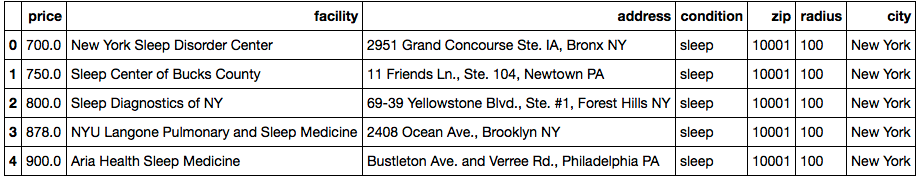 price facility address condition zip radius city
0 700.0 New York Sleep Disorder Center 2951 Grand Concourse Ste. IA, Bronx NY sleep 10001 100 New York
1 750.0 Sleep Center of Bucks County 11 Friends Ln., Ste. 104, Newtown PA sleep 10001 100 New York
2 800.0 Sleep Diagnostics of NY 69-39 Yellowstone Blvd., Ste. #1, Forest Hills NY sleep 10001 100 New York
3 878.0 NYU Langone Pulmonary and Sleep Medicine 2408 Ocean Ave., Brooklyn NY sleep 10001 100 New York
4 900.0 Aria Health Sleep Medicine Bustleton Ave. and Verree Rd., Philadelphia PA sleep 10001 100 New York